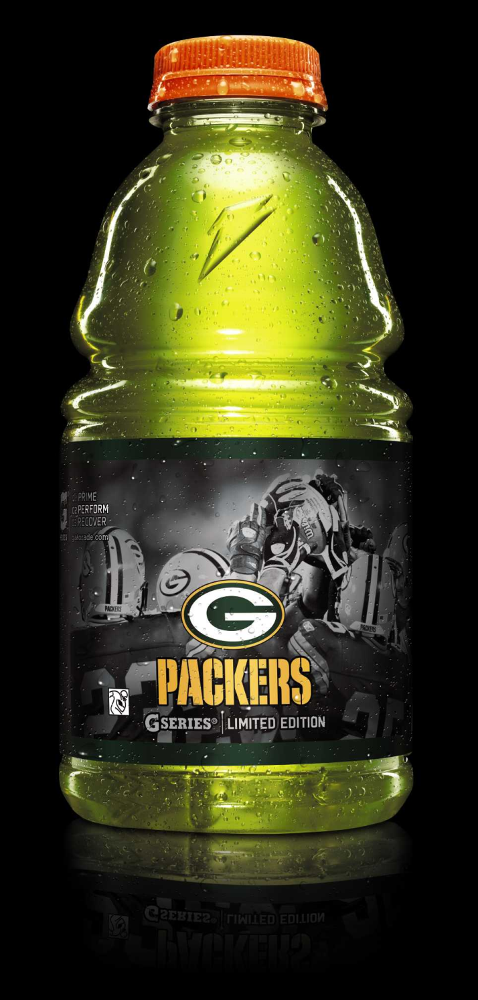 01 PRIME
02 PERFORM
03 RECOVER
gatorade.com
PACKERS
PACKERS
G
PACKERS
G SERIES® | LIMITED EDITION